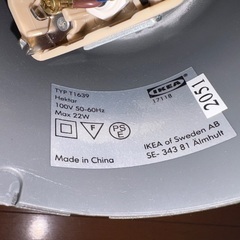 TYP T1639
Hektar
100V 50-60Hz
Max 22W
F
PS
E
Made in China
IKEA
17118
IKEA of Sweden AB
SE- 343 81 Älmhult
2051